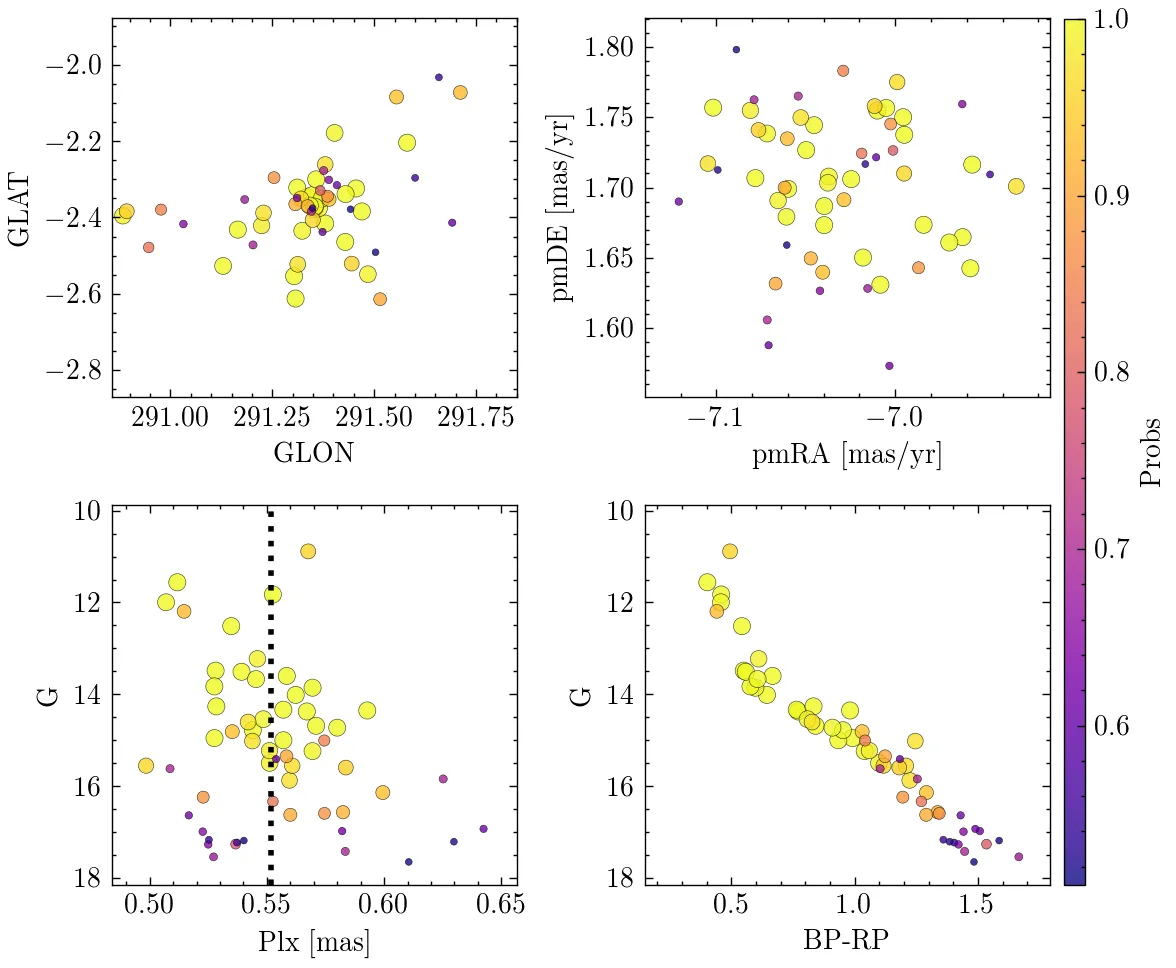 −2.0
−2.2
−2.4
−2.6
−2.8
GLAT
291.00 291.25 291.50 291.75
GLON
1.80
1.75
1.70
1.65
1.60
pmDE [mas/yr]
−7.1 −7.0
pmRA [mas/yr]
10
12
14
16
18
G
0.50 0.55 0.60 0.65
Plx [mas]
10
12
14
16
18
G
0.5 1.0 1.5
BP-RP
1.0
0.9
0.8
0.7
0.6
Probs